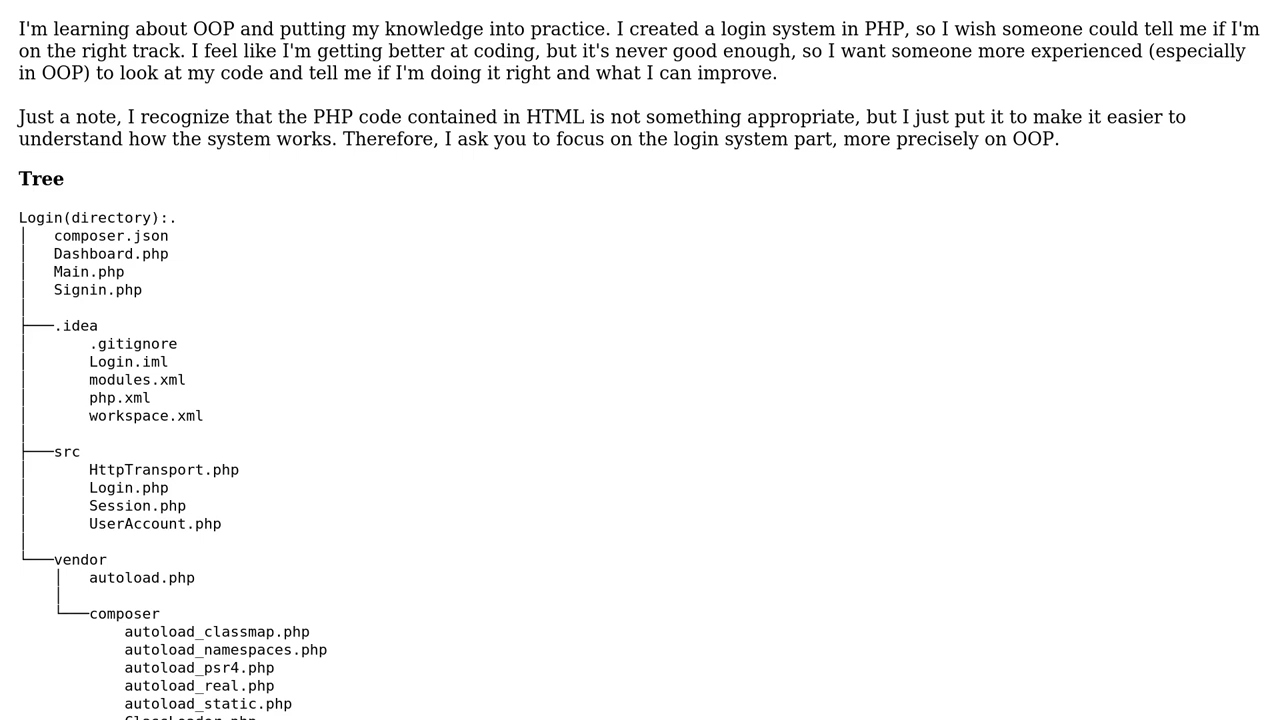 I'm learning about OOP and putting my knowledge into practice. I created a login system in PHP, so I wish someone could tell me if I'm
on the right track. I feel like I'm getting better at coding, but it's never good enough, so I want someone more experienced (especially
in OOP) to look at my code and tell me if I'm doing it right and what I can improve.
Just a note, I recognize that the PHP code contained in HTML is not something appropriate, but I just put it to make it easier to
understand how the system works. Therefore, I ask you to focus on the login system part, more precisely on OOP.
Tree
Login(directory):.
│   composer.json
│   Dashboard.php
│   Main.php
│   Signin.php
│
├───.idea
│       .gitignore
│       Login.iml
│       modules.xml
│       php.xml
│       workspace.xml
│
├───src
│       HttpTransport.php
│       Login.php
│       Session.php
│       UserAccount.php
│
└───vendor
    │   autoload.php
    │
    └───composer
            autoload_classmap.php
            autoload_namespaces.php
            autoload_psr4.php
            autoload_real.php
            autoload_static.php